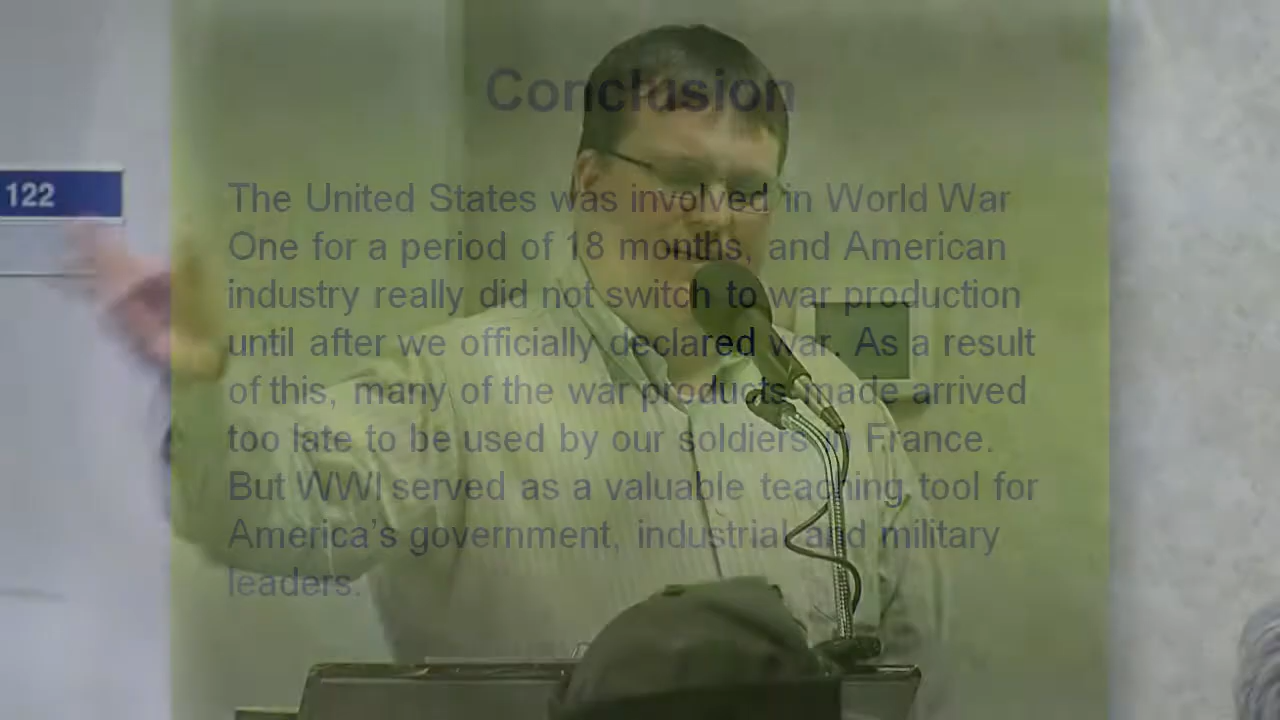 Conclusion
122
The United States was involved in World War
One for a period of 18 months, and American
industry really did not switch to war production
until after we officially declared war. As a result
of this, many of the war products made arrived
too late to be used by our soldiers in France.
But WWI served as a valuable teaching tool for
America's government, industrial and military
leaders.